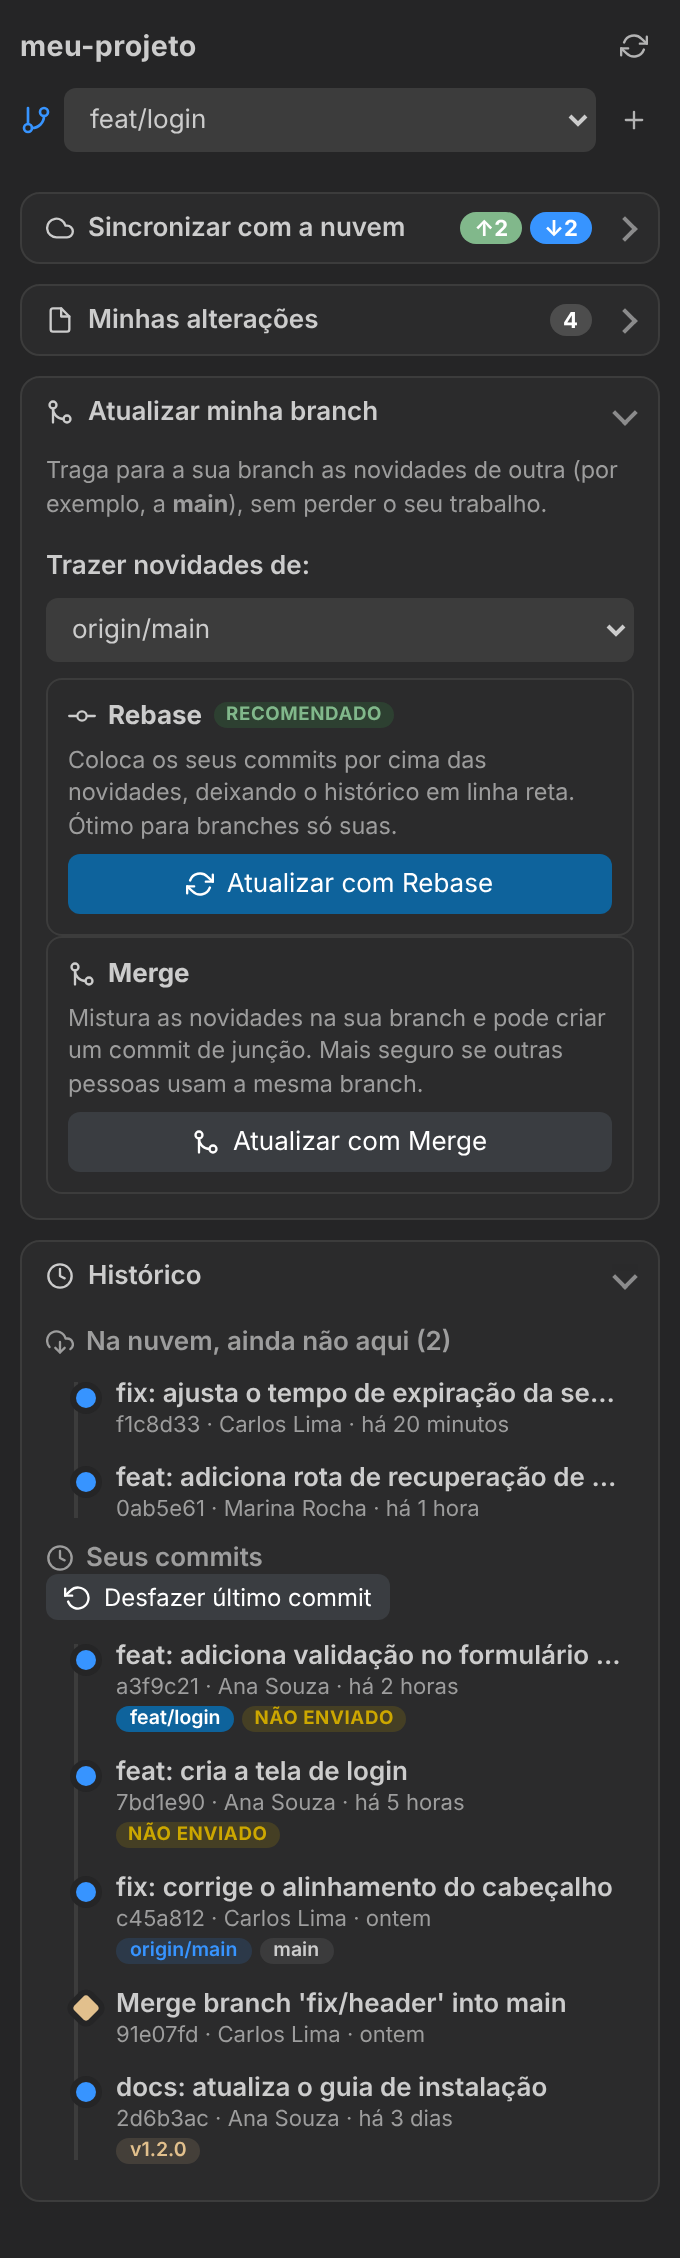 meu-projeto
feat/login
Sincronizar com a nuvem ↑2 ↓2
Minhas alterações 4
Atualizar minha branch
Traga para a sua branch as novidades de outra (por
exemplo, a main), sem perder o seu trabalho.
Trazer novidades de:
origin/main
Rebase RECOMENDADO
Coloca os seus commits por cima das
novidades, deixando o histórico em linha reta.
Ótimo para branches só suas.
Atualizar com Rebase
Merge
Mistura as novidades na sua branch e pode criar
um commit de junção. Mais seguro se outras
pessoas usam a mesma branch.
Atualizar com Merge
Histórico
Na nuvem, ainda não aqui (2)
fix: ajusta o tempo de expiração da se...
f1c8d33 · Carlos Lima · há 20 minutos
feat: adiciona rota de recuperação de ...
0ab5e61 · Marina Rocha · há 1 hora
Seus commits
Desfazer último commit
feat: adiciona validação no formulário ...
a3f9c21 · Ana Souza · há 2 horas
feat/login NÃO ENVIADO
feat: cria a tela de login
7bd1e90 · Ana Souza · há 5 horas
NÃO ENVIADO
fix: corrige o alinhamento do cabeçalho
c45a812 · Carlos Lima · ontem
origin/main main
Merge branch 'fix/header' into main
91e07fd · Carlos Lima · ontem
docs: atualiza o guia de instalação
2d6b3ac · Ana Souza · há 3 dias
v1.2.0